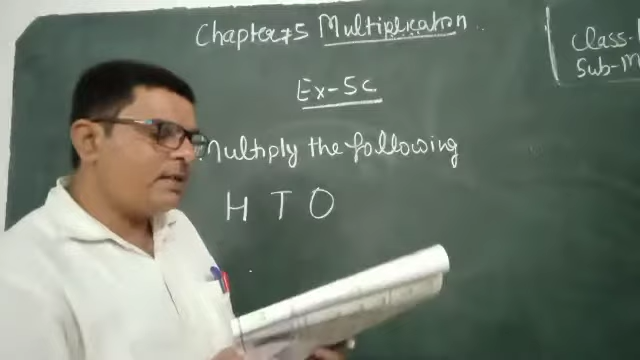 Chapter 5 Multiplication
Class-
Sub-M
Ex-5c
Multiply the following
H T O